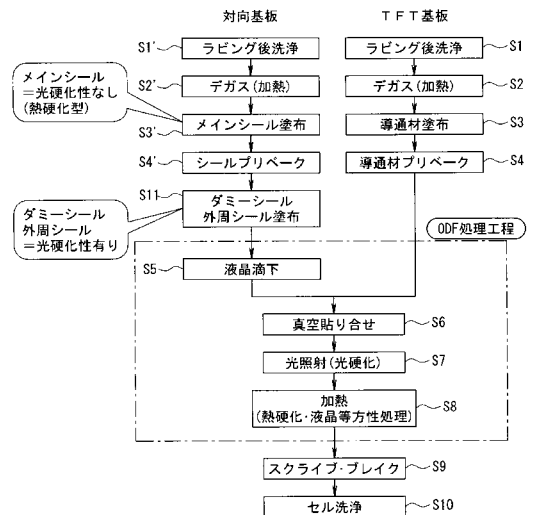 対向基板
TFT基板
S1' ラビング後洗浄
ラビング後洗浄 S1
S2' デガス(加熱)
デガス(加熱) S2
メインシール
=光硬化性なし
(熱硬化型)
S3' メインシール塗布
導通材塗布 S3
S4' シールプリベーク
導通材プリベーク S4
S11 ダミーシール
外周シール塗布
ダミーシール
外周シール
=光硬化性有り
ODF処理工程
S5 液晶滴下
真空貼り合せ S6
光照射(光硬化) S7
加熱
(熱硬化・液晶等方性処理) S8
スクライブ・ブレイク S9
セル洗浄 S10